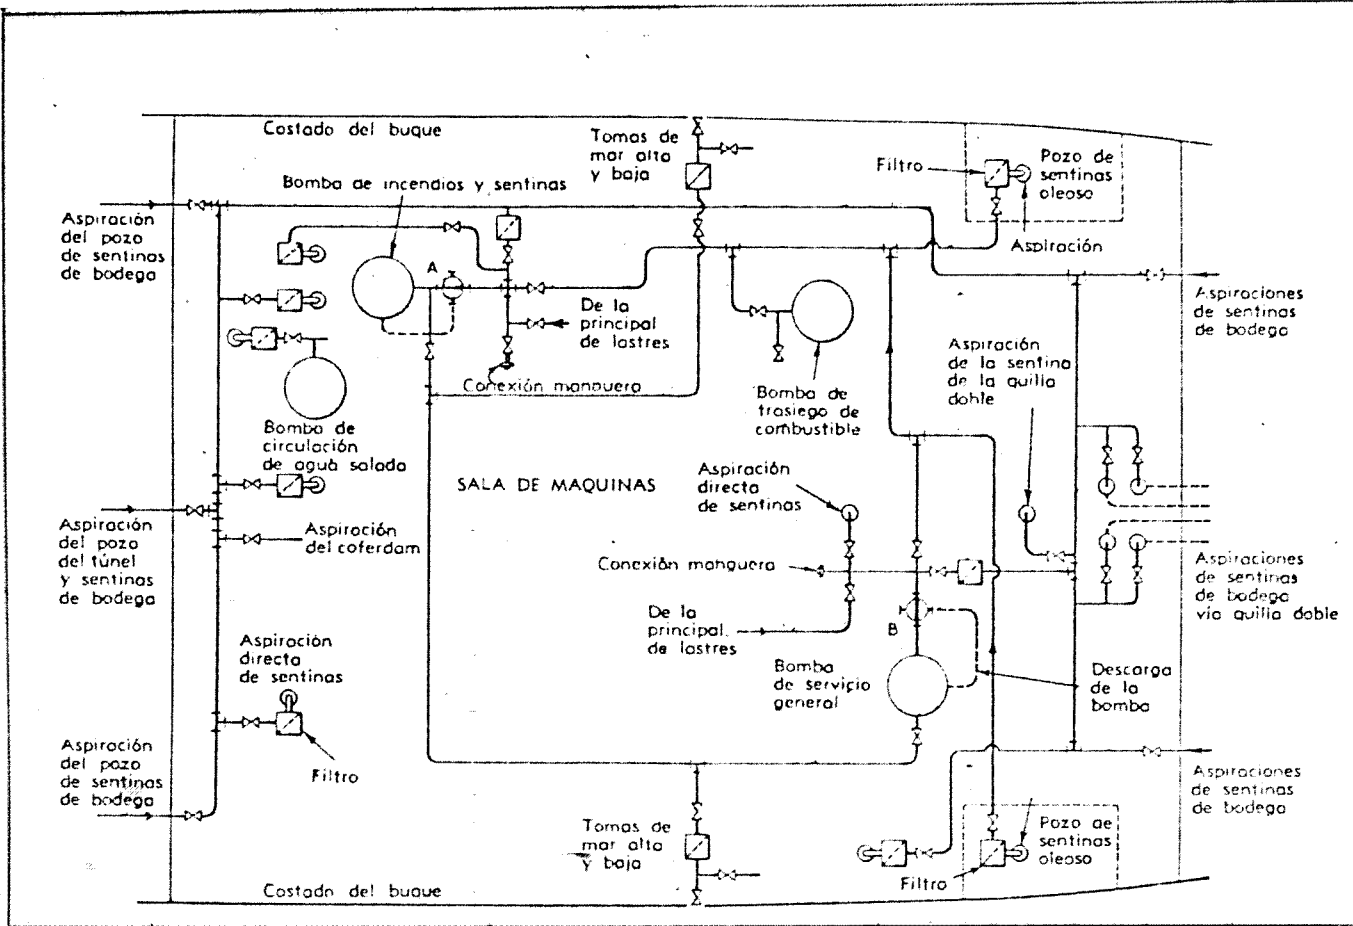 Costado del buque
Tomas de
mar alta
y baja
Filtro
Pozo de
sentinas
oleoso
Bomba de incendios y sentinas
Aspiración
del pozo
de sentinas
de bodega
A
Aspiración
De la
principal
de lastres
Aspiraciones
de sentinas
de bodega
Aspiración
de la sentina
de la quilla
doble
Conexión manguera
Bomba de
trasiego de
combustible
Bomba de
circulación
de agua salada
SALA DE MAQUINAS
Aspiración
directa
de sentinas
Aspiración
del pozo
del túnel
y sentinas
de bodega
Aspiración
del coferdam
Conexión manguera
Aspiraciones
de sentinas
de bodega
vía quilla doble
De la
principal.
de lastres
B
Aspiración
directa
de sentinas
Bomba
de servicio
general
Descarga
de la
bomba
Aspiración
del pozo
de sentinas
de bodega
Filtro
Aspiraciones
de sentinas
de bodega
Tomas de
mar alta
y baja
Pozo de
sentinas
oleoso
Filtro
Costado del buque